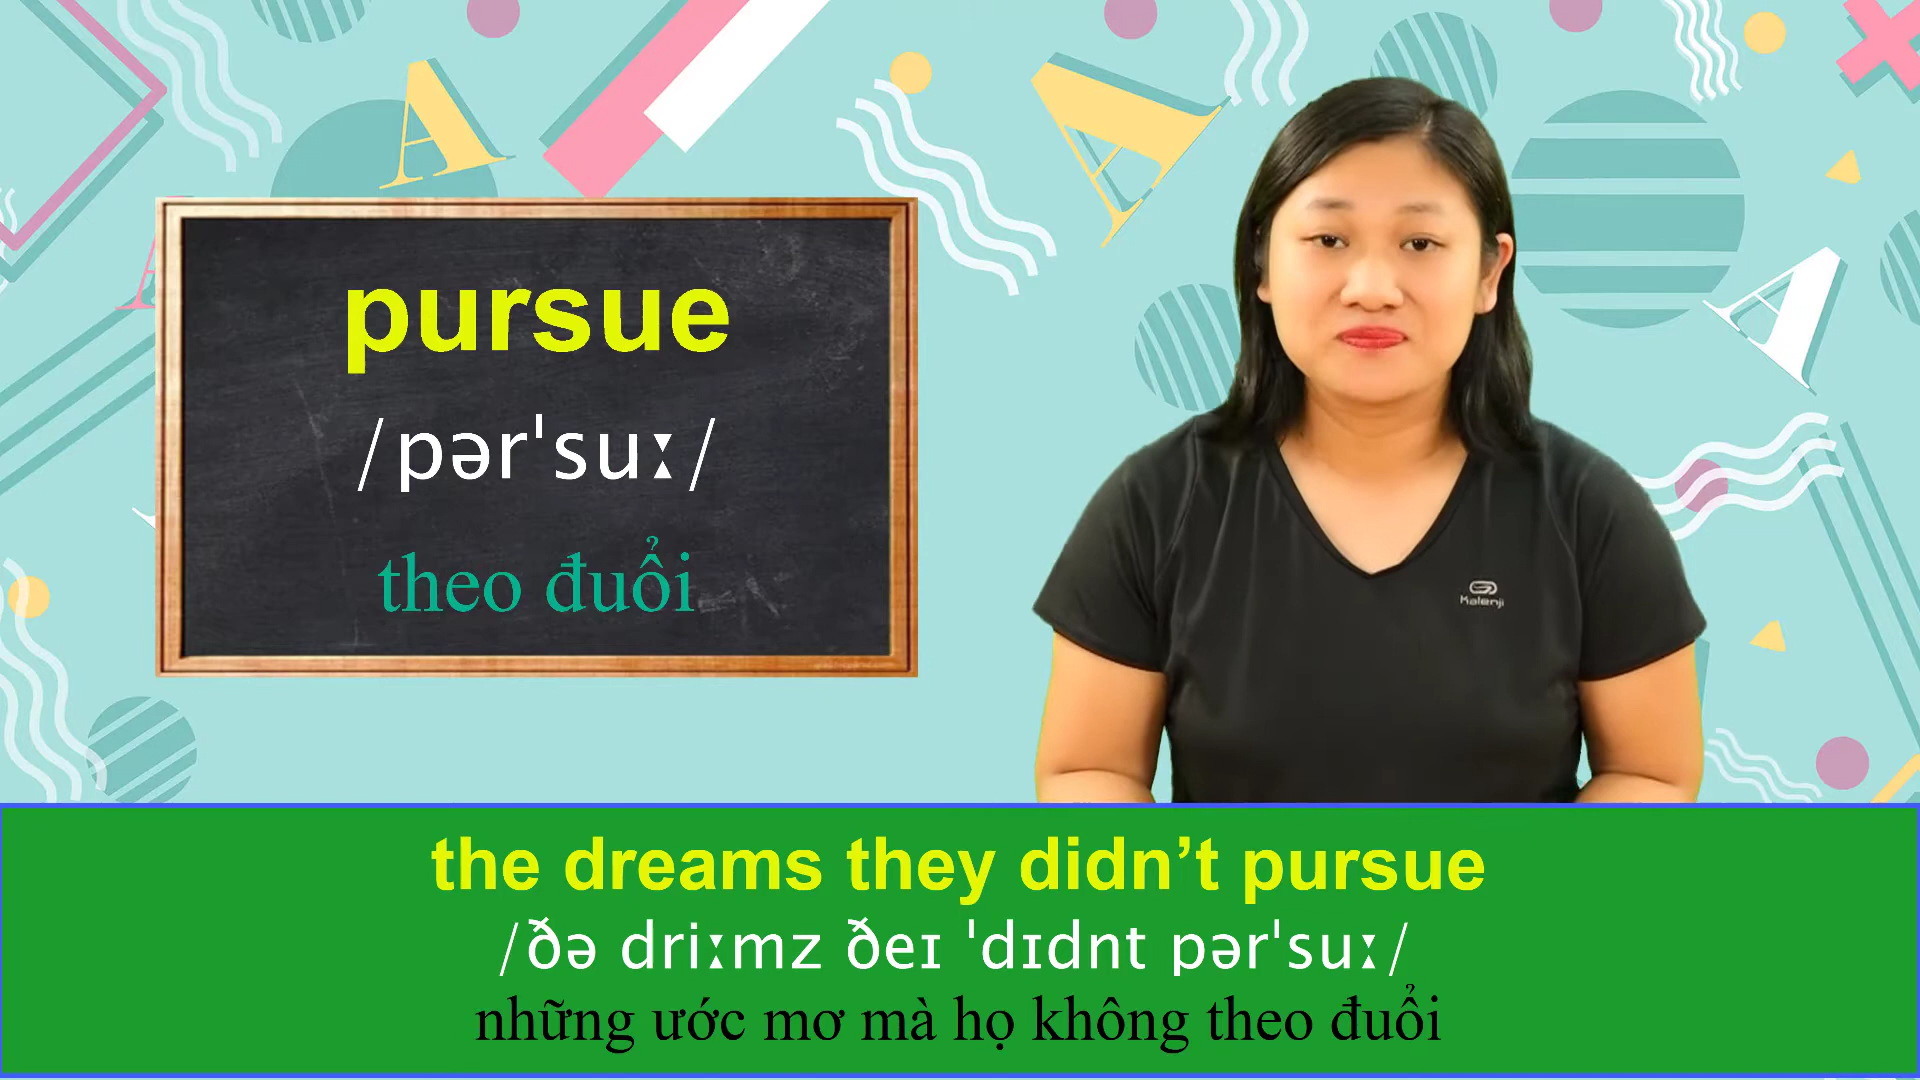 pursue
/pərˈsuː/
theo đuổi
Kalenji
the dreams they didn’t pursue
/ðə driːmz ðeɪ ˈdɪdnt pərˈsuː/
những ước mơ mà họ không theo đuổi